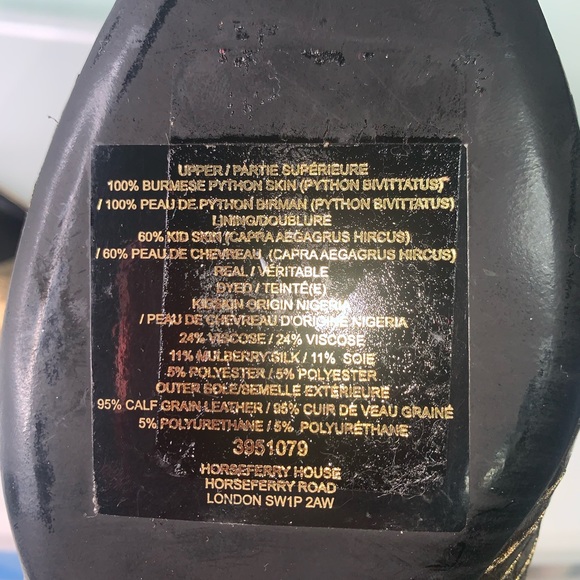 UPPER / PARTIE SUPÉRIEURE
100% BURMESE PYTHON SKIN (PYTHON BIVITTATUS)
/ 100% PEAU DE PYTHON BIRMAN (PYTHON BIVITTATUS)
LINING/DOUBLURE
60% KID SKIN (CAPRA AEGAGRUS HIRCUS)
/ 60% PEAU DE CHEVREAU (CAPRA AEGAGRUS HIRCUS)
REAL / VÉRITABLE
DYED / TEINTÉ(E)
KIDSKIN ORIGIN NIGERIA
/ PEAU DE CHEVREAU D'ORIGINE NIGERIA
24% VISCOSE / 24% VISCOSE
11% MULBERRY SILK / 11% SOIE
5% POLYESTER / 5% POLYESTER
OUTER SOLE/SEMELLE EXTÉRIEURE
95% CALF GRAIN LEATHER / 95% CUIR DE VEAU GRAINÉ
5% POLYURETHANE / 5% POLYURÉTHANE
3951079
HORSEFERRY HOUSE
HORSEFERRY ROAD
LONDON SW1P 2AW